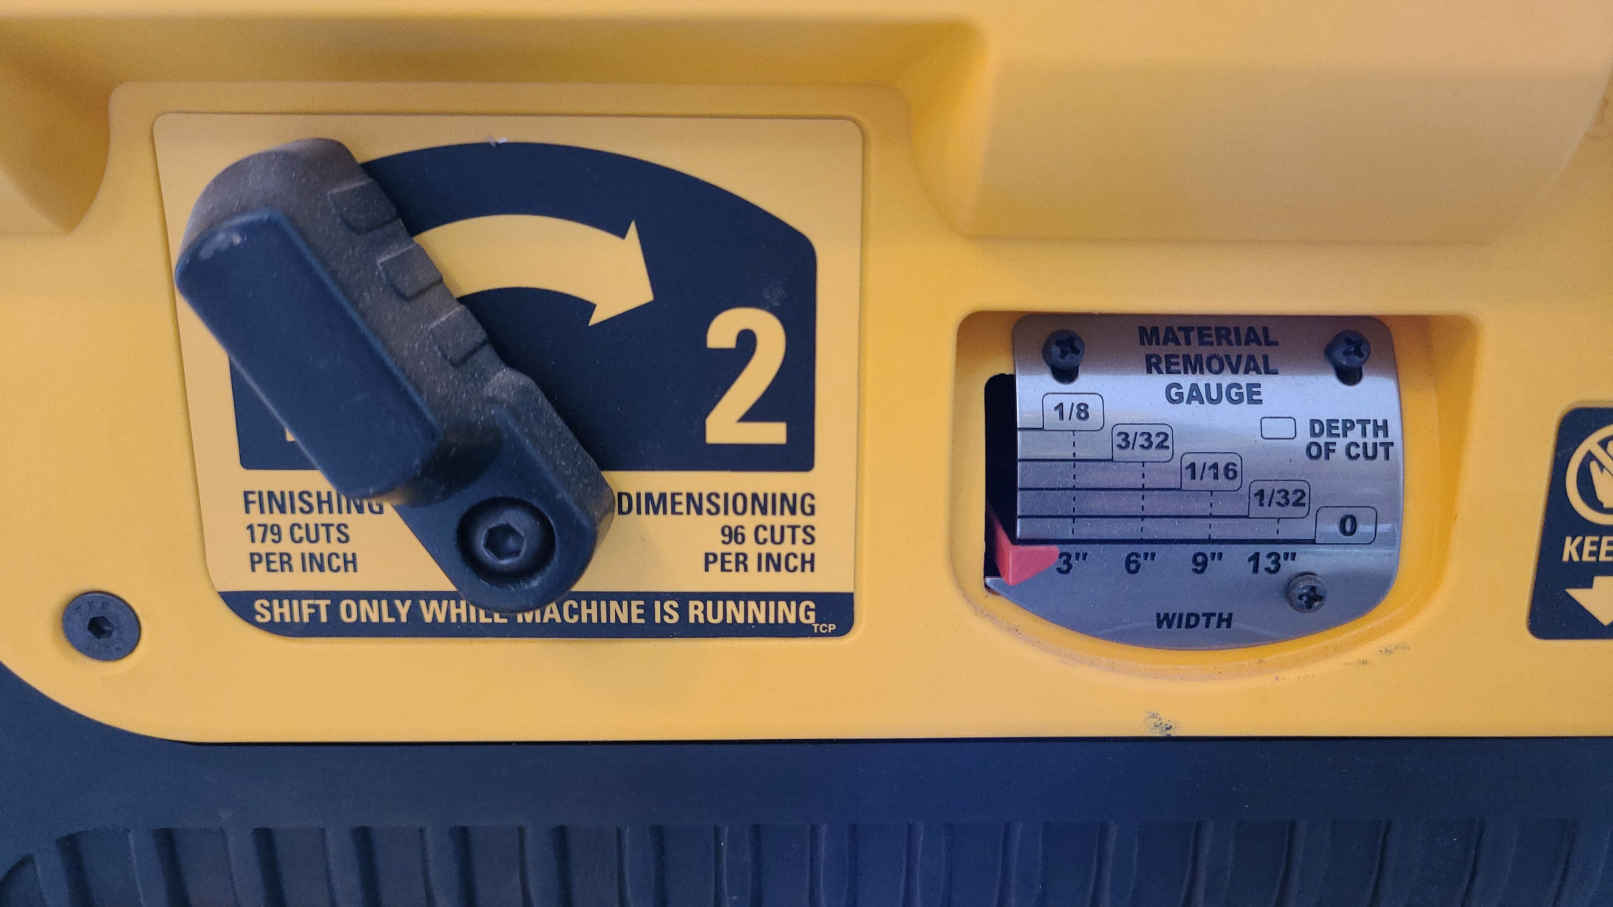 2
FINISHING
179 CUTS
PER INCH
DIMENSIONING
96 CUTS
PER INCH
SHIFT ONLY WHILE MACHINE IS RUNNING
TCP
MATERIAL
REMOVAL
GAUGE
DEPTH
OF CUT
1/8
3/32
1/16
1/32
0
3" 6" 9" 13"
WIDTH